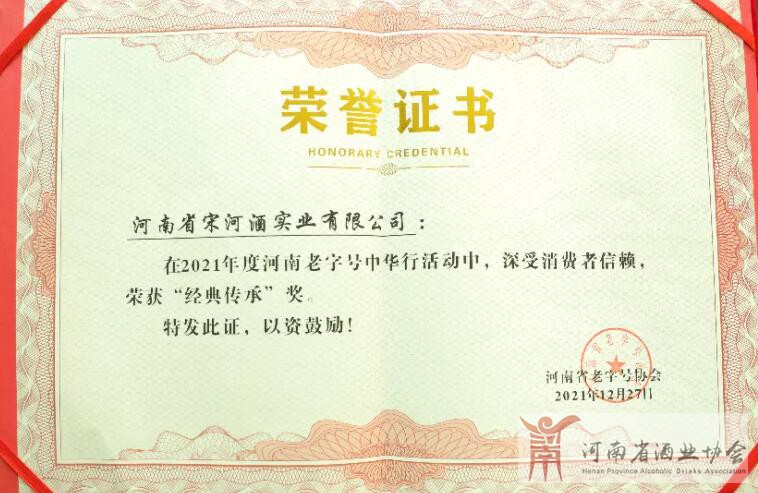 荣誉证书
HONORARY CREDENTIAL
河南省宋河酒实业有限公司：
在2021年度河南老字号中华行活动中，深受消费者信赖，
荣获“经典传承”奖。
特发此证，以资鼓励！
河南省老字号协会
2021年12月27日
河南省酒业协会
Henan Province Alcoholic Drinks Association